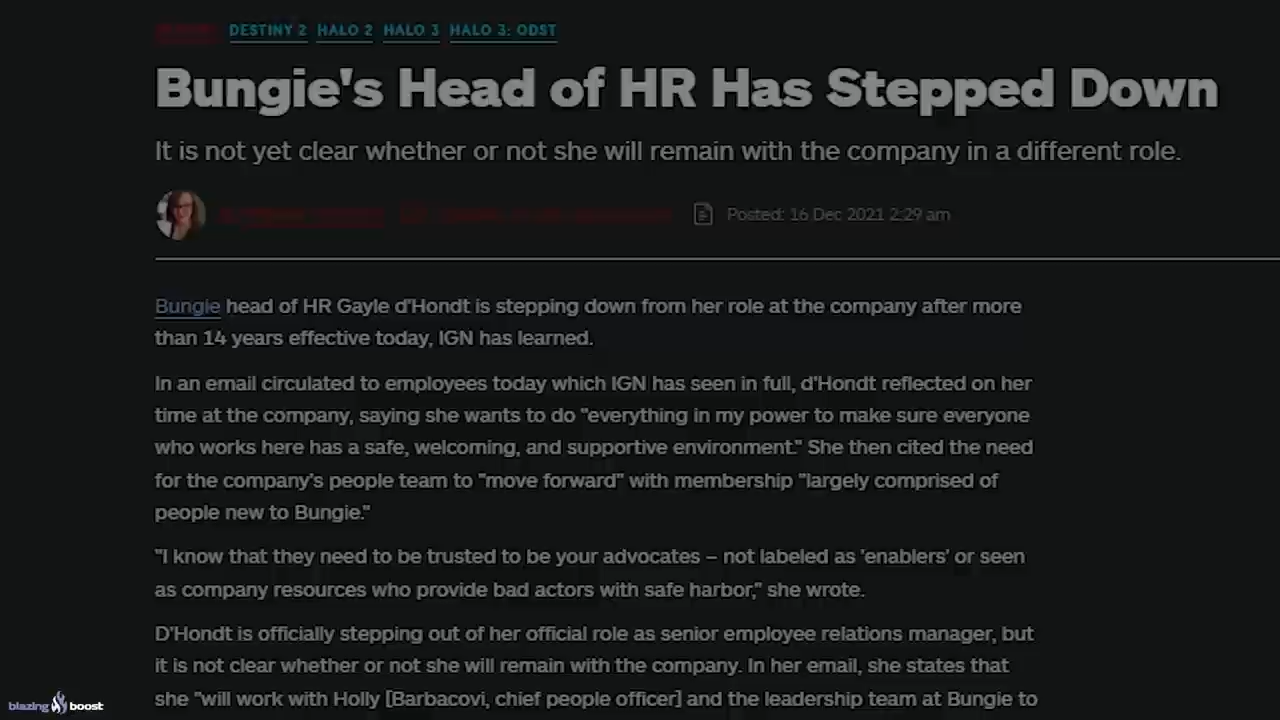 DESTINY 2 HALO 2 HALO 3 HALO 3: ODST
Bungie's Head of HR Has Stepped Down
It is not yet clear whether or not she will remain with the company in a different role.
Posted: 16 Dec 2021 2:29 am
Bungie head of HR Gayle d'Hondt is stepping down from her role at the company after more
than 14 years effective today, IGN has learned.
In an email circulated to employees today which IGN has seen in full, d'Hondt reflected on her
time at the company, saying she wants to do "everything in my power to make sure everyone
who works here has a safe, welcoming, and supportive environment." She then cited the need
for the company's people team to "move forward" with membership "largely comprised of
people new to Bungie."
"I know that they need to be trusted to be your advocates – not labeled as 'enablers' or seen
as company resources who provide bad actors with safe harbor," she wrote.
D'Hondt is officially stepping out of her official role as senior employee relations manager, but
it is not clear whether or not she will remain with the company. In her email, she states that
she "will work with Holly [Barbacovi, chief people officer] and the leadership team at Bungie to
blazing boost